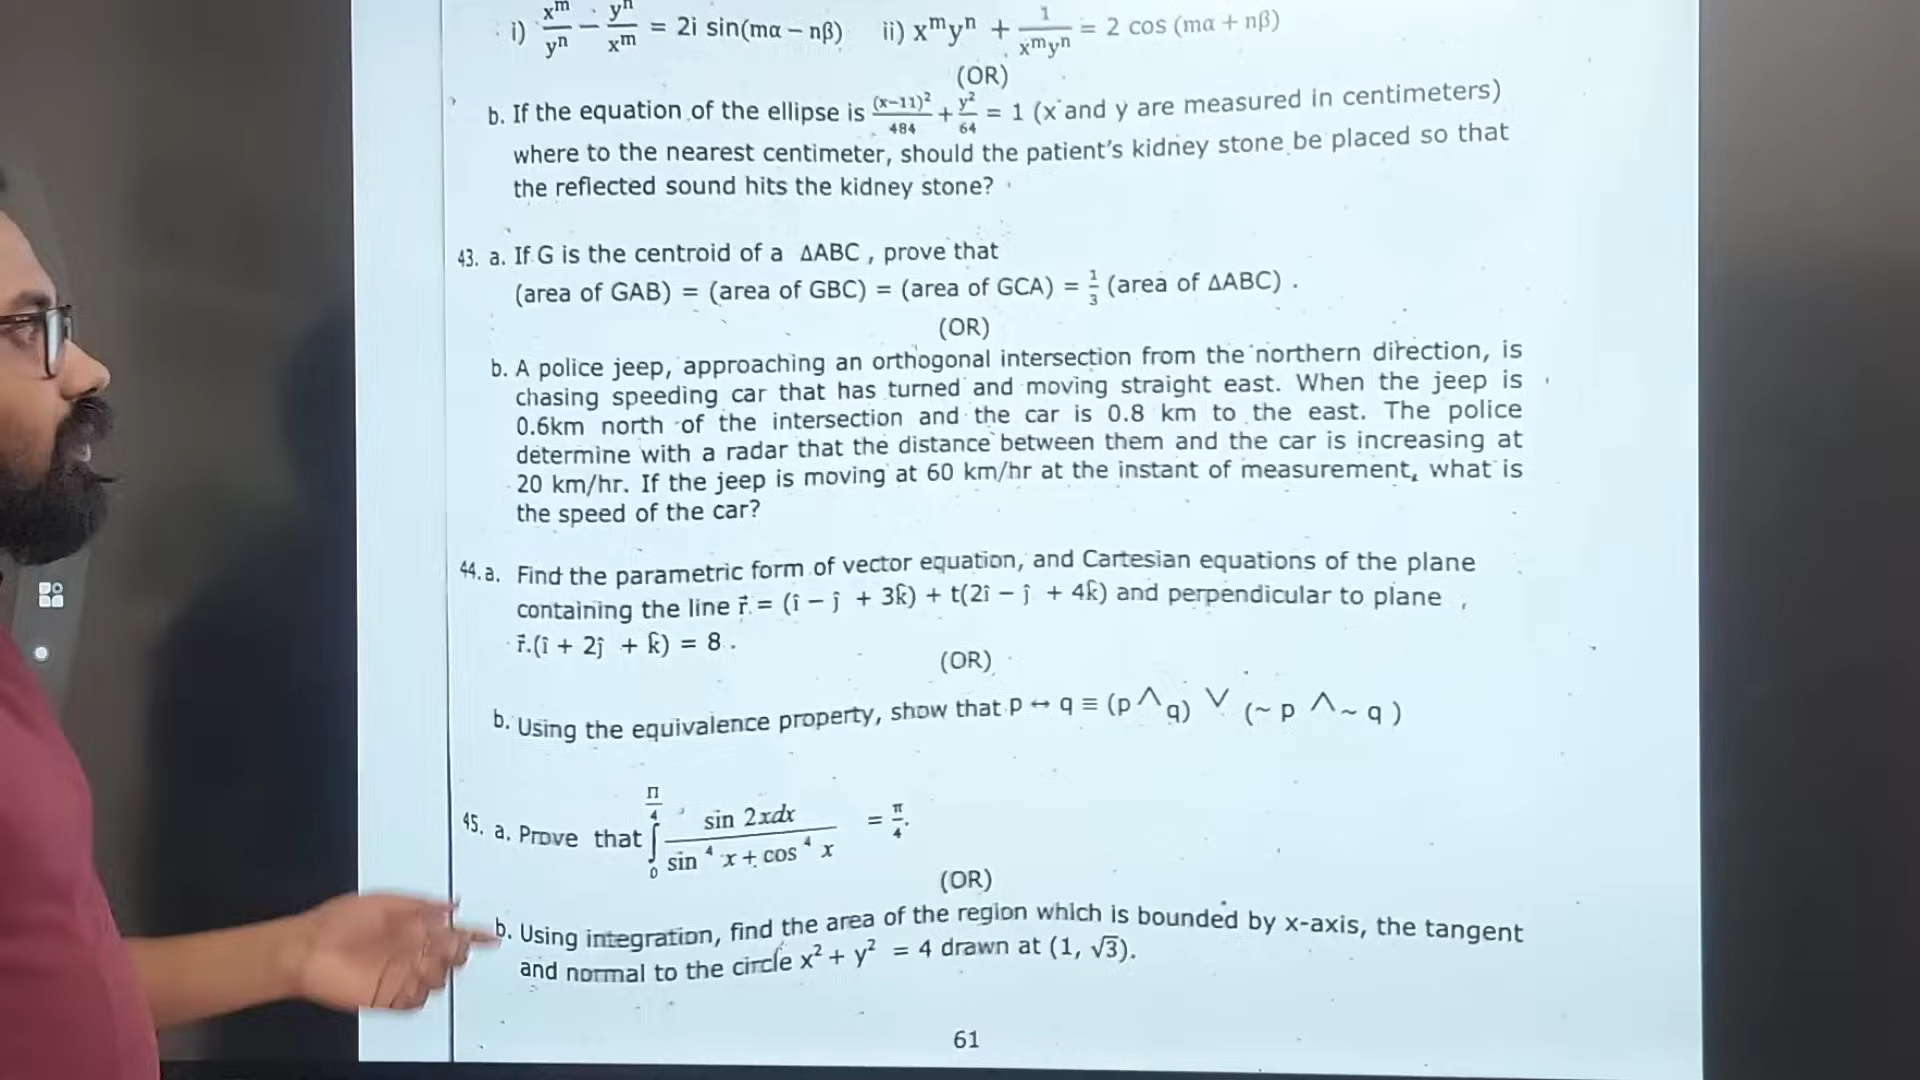 i) xᵐ/yⁿ − yⁿ/xᵐ = 2i sin(mα − nβ) ii) xᵐyⁿ + 1/xᵐyⁿ = 2 cos (mα + nβ)
(OR)
b. If the equation of the ellipse is (x−11)²/484 + y²/64 = 1 (x and y are measured in centimeters)
where to the nearest centimeter, should the patient's kidney stone be placed so that
the reflected sound hits the kidney stone?
43. a. If G is the centroid of a ΔABC , prove that
(area of GAB) = (area of GBC) = (area of GCA) = 1/3 (area of ΔABC) .
(OR)
b. A police jeep, approaching an orthogonal intersection from the northern direction, is
chasing speeding car that has turned and moving straight east. When the jeep is
0.6km north of the intersection and the car is 0.8 km to the east. The police
determine with a radar that the distance between them and the car is increasing at
20 km/hr. If the jeep is moving at 60 km/hr at the instant of measurement, what is
the speed of the car?
44.a. Find the parametric form of vector equation, and Cartesian equations of the plane
containing the line r⃗ = (î − ĵ + 3k̂) + t(2î − ĵ + 4k̂) and perpendicular to plane
r⃗.(î + 2ĵ + k̂) = 8 .
(OR)
b. Using the equivalence property, show that p ↔ q ≡ (p ∧ q) ∨ (~ p ∧ ~ q )
45. a. Prove that ∫₀^(Π/4) sin 2xdx / (sin ⁴ x + cos ⁴ x) = π/4.
(OR)
b. Using integration, find the area of the region which is bounded by x-axis, the tangent
and normal to the circle x² + y² = 4 drawn at (1, √3).
61